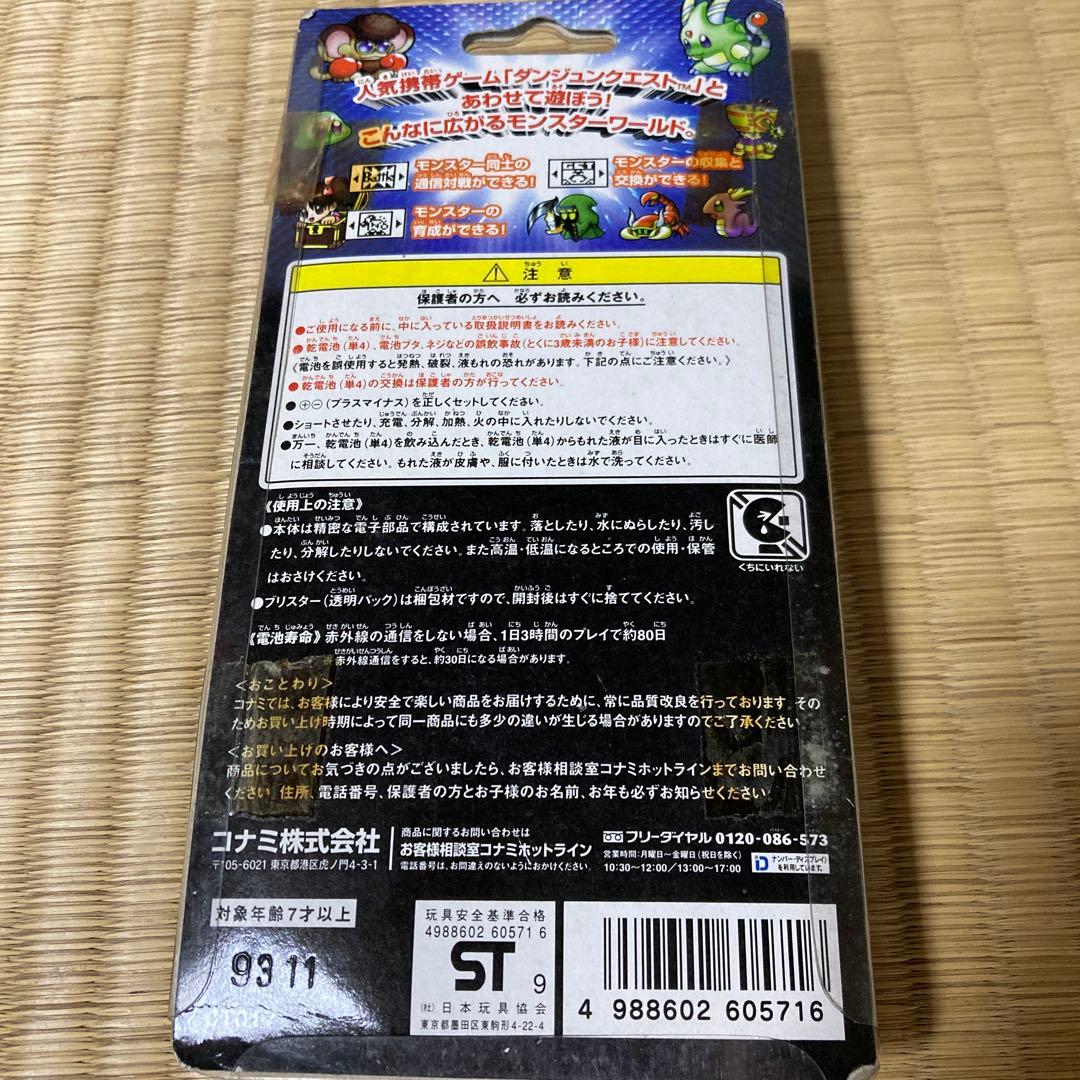 人気携帯ゲーム「ダンジュンクエスト™」と
あわせて遊ぼう!
こんなに広がるモンスターワールド。
Battle
モンスター同士の
通信対戦ができる!
GET
モンスターの収集と
交換ができる!
モンスターの
育成ができる!
⚠ 注意
保護者の方へ 必ずお読みください。
●ご使用になる前に、中に入っている取扱説明書をお読みください。
●乾電池(単4)、電池ブタ、ネジなどの誤飲事故(とくに3歳未満のお子様)に注意してください。
《電池を誤使用すると発熱、破裂、液もれの恐れがあります。下記の点にご注意ください。》
●乾電池(単4)の交換は保護者の方が行ってください。
●⊕⊖(プラスマイナス)を正しくセットしてください。
●ショートさせたり、充電、分解、加熱、火の中に入れたりしないでください。
●万一、乾電池(単4)を飲み込んだとき、乾電池(単4)からもれた液が目に入ったときはすぐに医師
に相談してください。もれた液が皮膚や、服に付いたときは水で洗ってください。
《使用上の注意》
●本体は精密な電子部品で構成されています。落としたり、水にぬらしたり、汚し
たり、分解したりしないでください。また高温・低温になるところでの使用・保管
はおさけください。
くちにいれない
●ブリスター(透明パック)は梱包材ですので、開封後はすぐに捨ててください。
《電池寿命》赤外線の通信をしない場合、1日3時間のプレイで約80日
※赤外線通信をすると、約30日になる場合があります。
<おことわり>
コナミでは、お客様により安全で楽しい商品をお届けするために、常に品質改良を行っております。その
ためお買い上げ時期によって同一商品にも多少の違いが生じる場合がありますのでご了承ください。
<お買い上げのお客様へ>
商品についてお気づきの点がございましたら、お客様相談室コナミホットラインまでお問い合わせ
ください。住所、電話番号、保護者の方とお子様のお名前、お年も必ずお知らせください。
コナミ株式会社
〒105-6021 東京都港区虎ノ門4-3-1
商品に関するお問い合わせは
お客様相談室コナミホットライン
電話番号は、お間違えのないようにおかけください。
フリーダイヤル 0120-086-573
営業時間:月曜日~金曜日(祝日を除く)
10:30~12:00/13:00~17:00
ナンバー・ディスプレイ
を利用しています。
対象年齢7才以上
9311
玩具安全基準合格
4988602 60571 6
ST 9
(社)日本玩具協会
東京都墨田区東駒形4-22-4
4 988602 605716